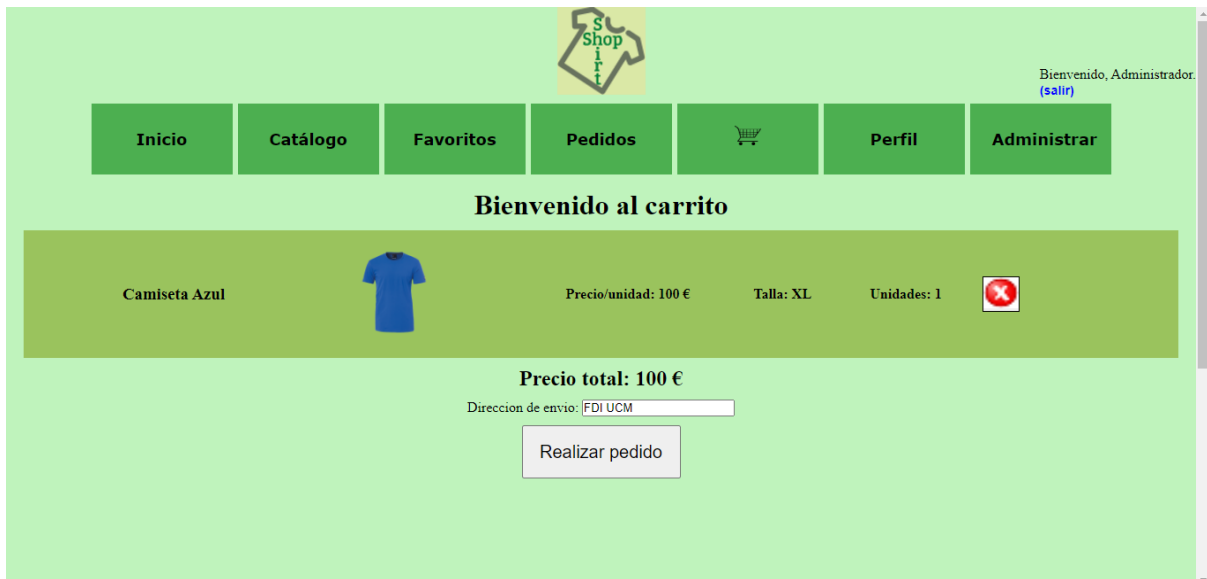 Shop
Shirt
Bienvenido, Administrador.
(salir)
Inicio
Catálogo
Favoritos
Pedidos
Perfil
Administrar
Bienvenido al carrito
Camiseta Azul
Precio/unidad: 100 €
Talla: XL
Unidades: 1
Precio total: 100 €
Direccion de envio: FDI UCM
Realizar pedido